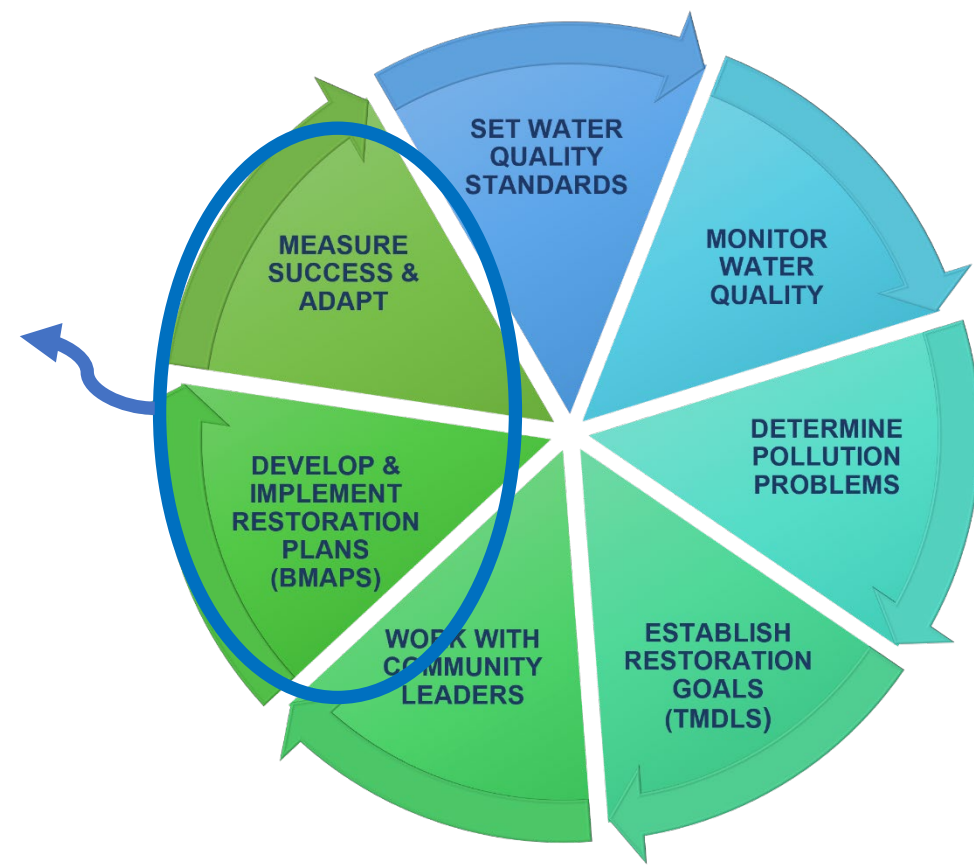 SET WATER
QUALITY
STANDARDS
MONITOR
WATER
QUALITY
DETERMINE
POLLUTION
PROBLEMS
ESTABLISH
RESTORATION
GOALS
(TMDLS)
WORK WITH
COMMUNITY
LEADERS
DEVELOP &
IMPLEMENT
RESTORATION
PLANS
(BMAPS)
MEASURE
SUCCESS &
ADAPT